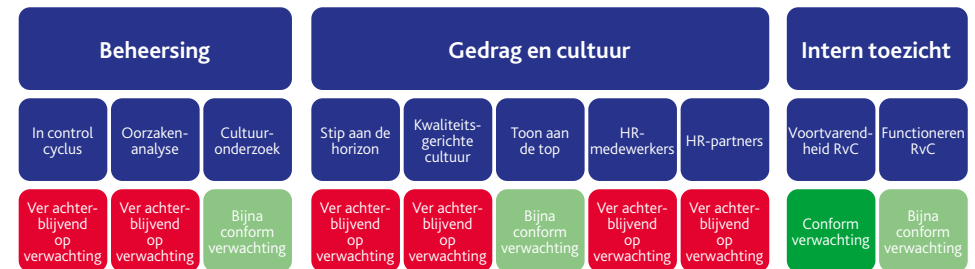 Beheersing
Gedrag en cultuur
Intern toezicht
In control
cyclus
Oorzaken-
analyse
Cultuur-
onderzoek
Stip aan de
horizon
Kwaliteits-
gerichte
cultuur
Toon aan
de top
HR-
medewerkers
HR-partners
Voortvarend-
heid RvC
Functioneren
RvC
Ver achter-
blijvend
op
verwachting
Ver achter-
blijvend
op
verwachting
Bijna
conform
verwachting
Ver achter-
blijvend
op
verwachting
Ver achter-
blijvend
op
verwachting
Bijna
conform
verwachting
Ver achter-
blijvend
op
verwachting
Ver achter-
blijvend
op
verwachting
Conform
verwachting
Bijna
conform
verwachting